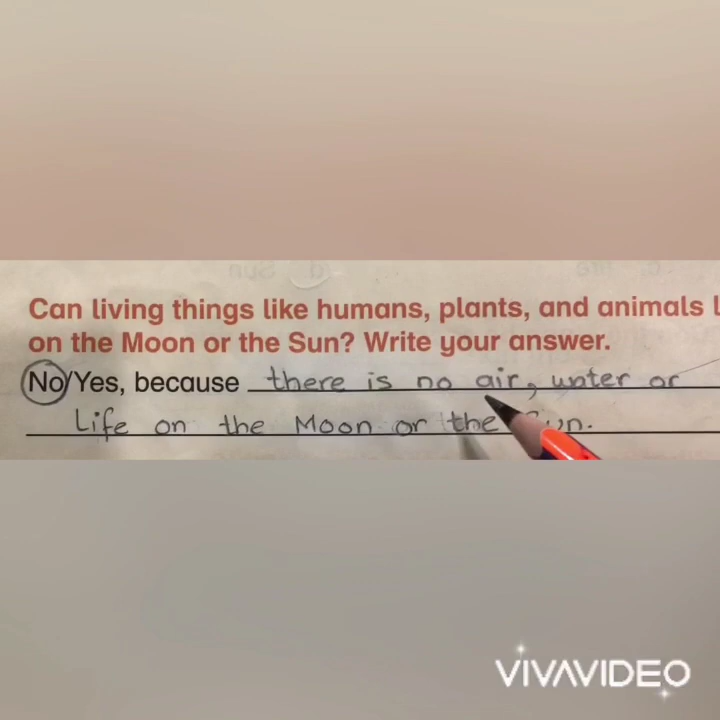 Can living things like humans, plants, and animals
on the Moon or the Sun? Write your answer.
No/Yes, because there is no air, water or
Life on the Moon or the Sun.
VIVAVIDEO